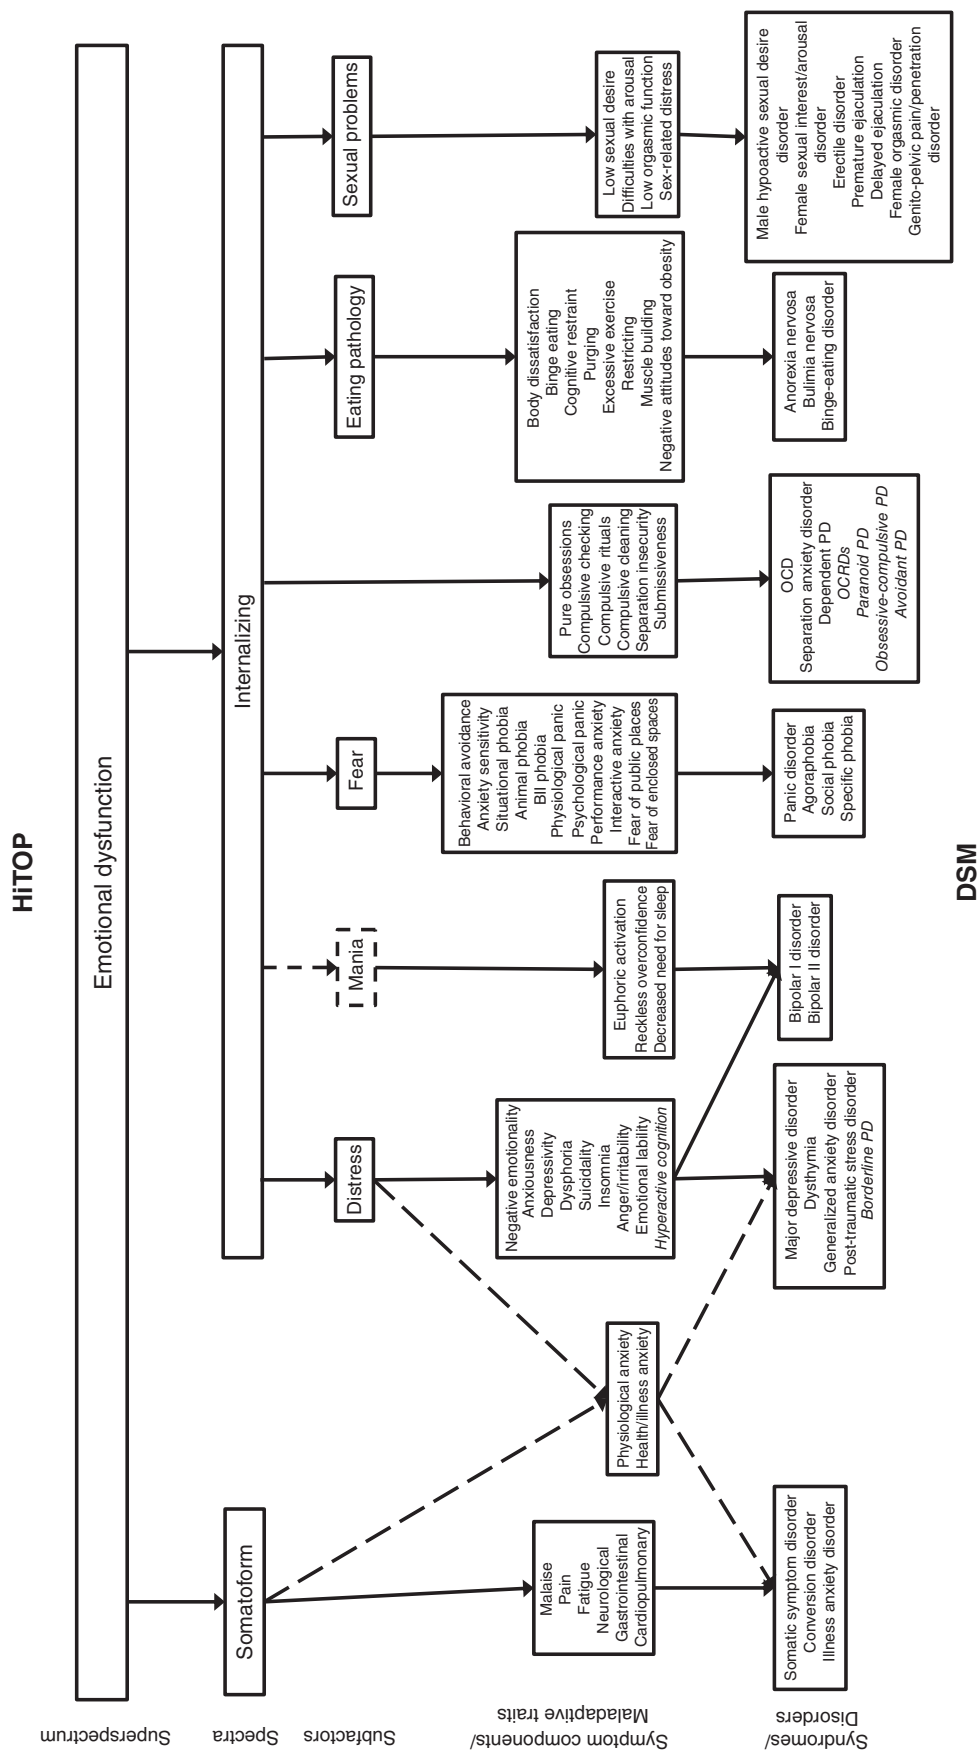 HiTOP
Superspectrum
Emotional dysfunction
Spectra
Somatoform
Internalizing
Subfactors
Distress
Mania
Fear
Eating pathology
Sexual problems
Symptom components/
Maladaptive traits
Malaise
Pain
Fatigue
Neurological
Gastrointestinal
Cardiopulmonary
Physiological anxiety
Health/illness anxiety
Negative emotionality
Anxiousness
Depressivity
Dysphoria
Suicidality
Insomnia
Anger/irritability
Emotional lability
Hyperactive cognition
Euphoric activation
Reckless overconfidence
Decreased need for sleep
Behavioral avoidance
Anxiety sensitivity
Situational phobia
Animal phobia
BII phobia
Physiological panic
Psychological panic
Performance anxiety
Interactive anxiety
Fear of public places
Fear of enclosed spaces
Pure obsessions
Compulsive checking
Compulsive rituals
Compulsive cleaning
Separation insecurity
Submissiveness
Body dissatisfaction
Binge eating
Cognitive restraint
Purging
Excessive exercise
Restricting
Muscle building
Negative attitudes toward obesity
Low sexual desire
Difficulties with arousal
Low orgasmic function
Sex-related distress
Syndromes/
Disorders
Somatic symptom disorder
Conversion disorder
Illness anxiety disorder
Major depressive disorder
Dysthymia
Generalized anxiety disorder
Post-traumatic stress disorder
Borderline PD
Bipolar I disorder
Bipolar II disorder
Panic disorder
Agoraphobia
Social phobia
Specific phobia
OCD
Separation anxiety disorder
Dependent PD
OCRDs
Paranoid PD
Obsessive-compulsive PD
Avoidant PD
Anorexia nervosa
Bulimia nervosa
Binge-eating disorder
Male hypoactive sexual desire
disorder
Female sexual interest/arousal
disorder
Erectile disorder
Premature ejaculation
Delayed ejaculation
Female orgasmic disorder
Genito-pelvic pain/penetration
disorder
DSM